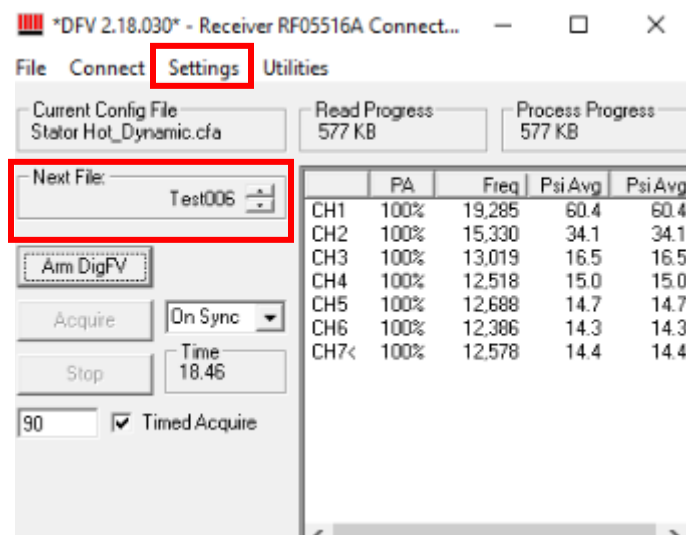 *DFV 2.18.030* - Receiver RF05516A Connect...
File Connect Settings Utilities
Current Config File
Stator Hot_Dynamic.cfa
Read Progress
577 KB
Process Progress
577 KB
Next File:
Test006
Arm DigFV
Acquire
On Sync
Stop
Time
18.46
90
Timed Acquire
PA Freq Psi Avg Psi Avg
CH1 100% 19,285 60.4 60.4
CH2 100% 15,330 34.1 34.1
CH3 100% 13,019 16.5 16.5
CH4 100% 12,518 15.0 15.0
CH5 100% 12,688 14.7 14.7
CH6 100% 12,386 14.3 14.3
CH7< 100% 12,578 14.4 14.4